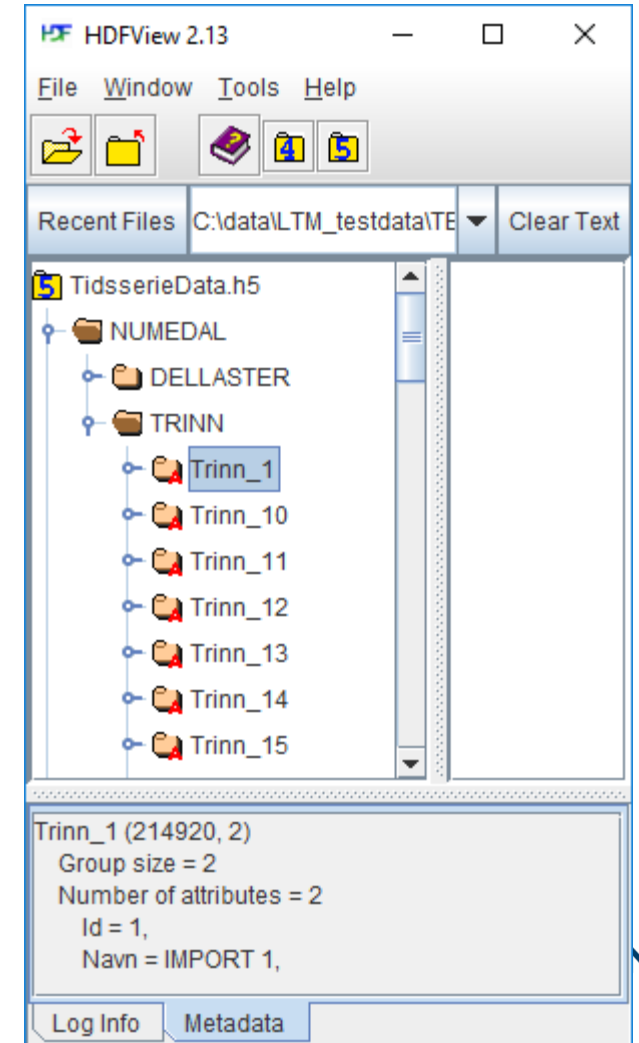 HDF HDFView 2.13
File Window Tools Help
4 5
Recent Files C:\data\LTM_testdata\TE Clear Text
5 TidsserieData.h5
NUMEDAL
DELLASTER
TRINN
A Trinn_1
A Trinn_10
A Trinn_11
A Trinn_12
A Trinn_13
A Trinn_14
A Trinn_15
Trinn_1 (214920, 2)
Group size = 2
Number of attributes = 2
Id = 1,
Navn = IMPORT 1,
Log Info Metadata